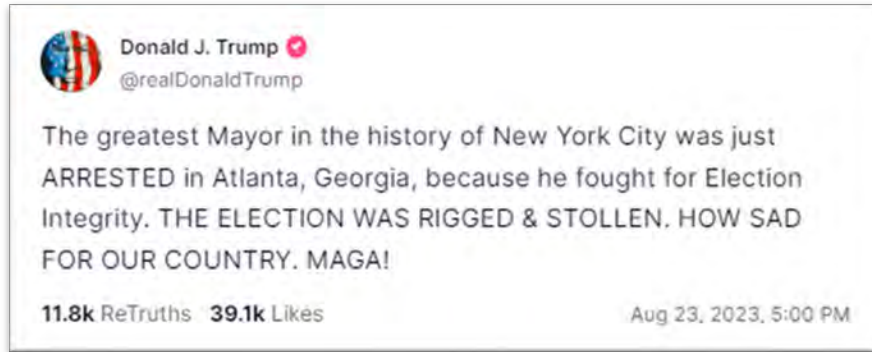 Donald J. Trump
@realDonaldTrump
The greatest Mayor in the history of New York City was just
ARRESTED in Atlanta, Georgia, because he fought for Election
Integrity. THE ELECTION WAS RIGGED & STOLLEN. HOW SAD
FOR OUR COUNTRY. MAGA!
11.8k ReTruths 39.1k Likes Aug 23, 2023, 5:00 PM